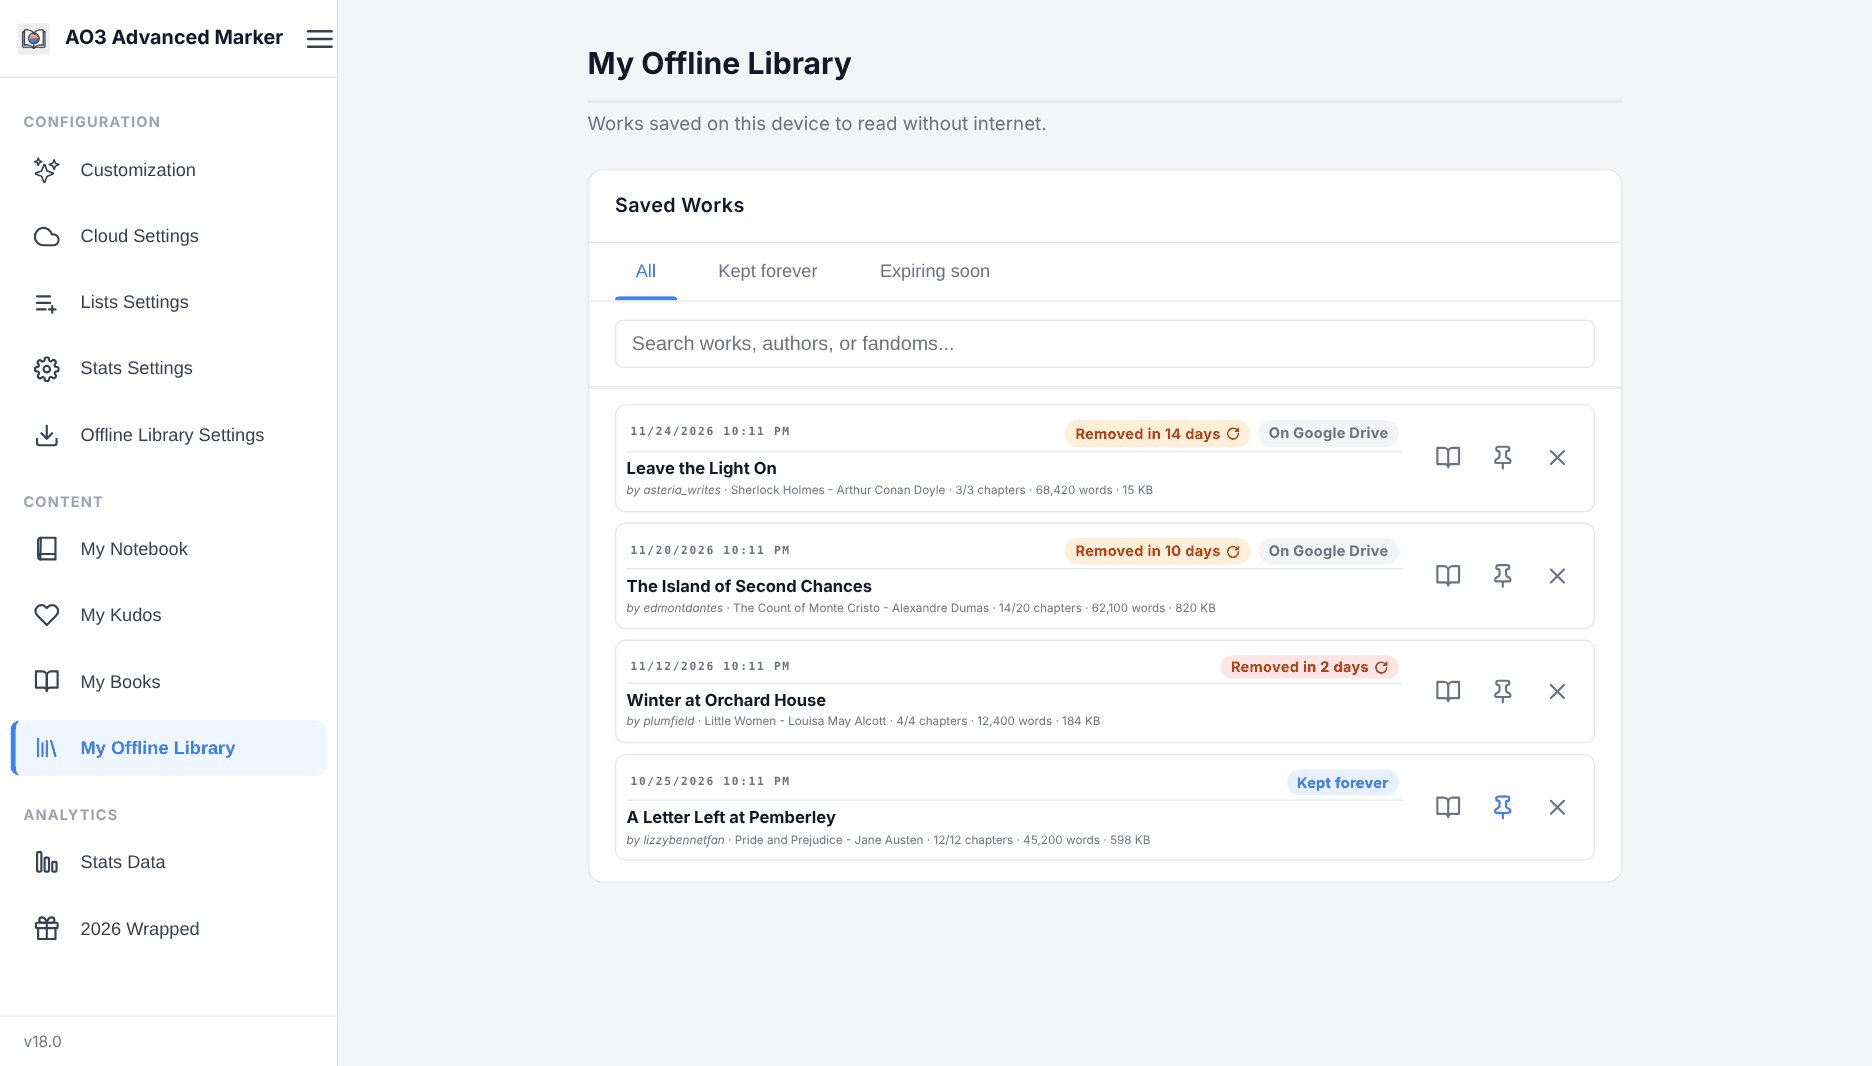 AO3 Advanced Marker
CONFIGURATION
Customization
Cloud Settings
Lists Settings
Stats Settings
Offline Library Settings
CONTENT
My Notebook
My Kudos
My Books
My Offline Library
ANALYTICS
Stats Data
2026 Wrapped
v18.0
My Offline Library
Works saved on this device to read without internet.
Saved Works
All Kept forever Expiring soon
Search works, authors, or fandoms...
11/24/2026 10:11 PM Removed in 14 days On Google Drive
Leave the Light On
by asteria_writes · Sherlock Holmes - Arthur Conan Doyle · 3/3 chapters · 68,420 words · 15 KB
11/20/2026 10:11 PM Removed in 10 days On Google Drive
The Island of Second Chances
by edmontdantes · The Count of Monte Cristo - Alexandre Dumas · 14/20 chapters · 62,100 words · 820 KB
11/12/2026 10:11 PM Removed in 2 days
Winter at Orchard House
by plumfield · Little Women - Louisa May Alcott · 4/4 chapters · 12,400 words · 184 KB
10/25/2026 10:11 PM Kept forever
A Letter Left at Pemberley
by lizzybennetfan · Pride and Prejudice - Jane Austen · 12/12 chapters · 45,200 words · 598 KB